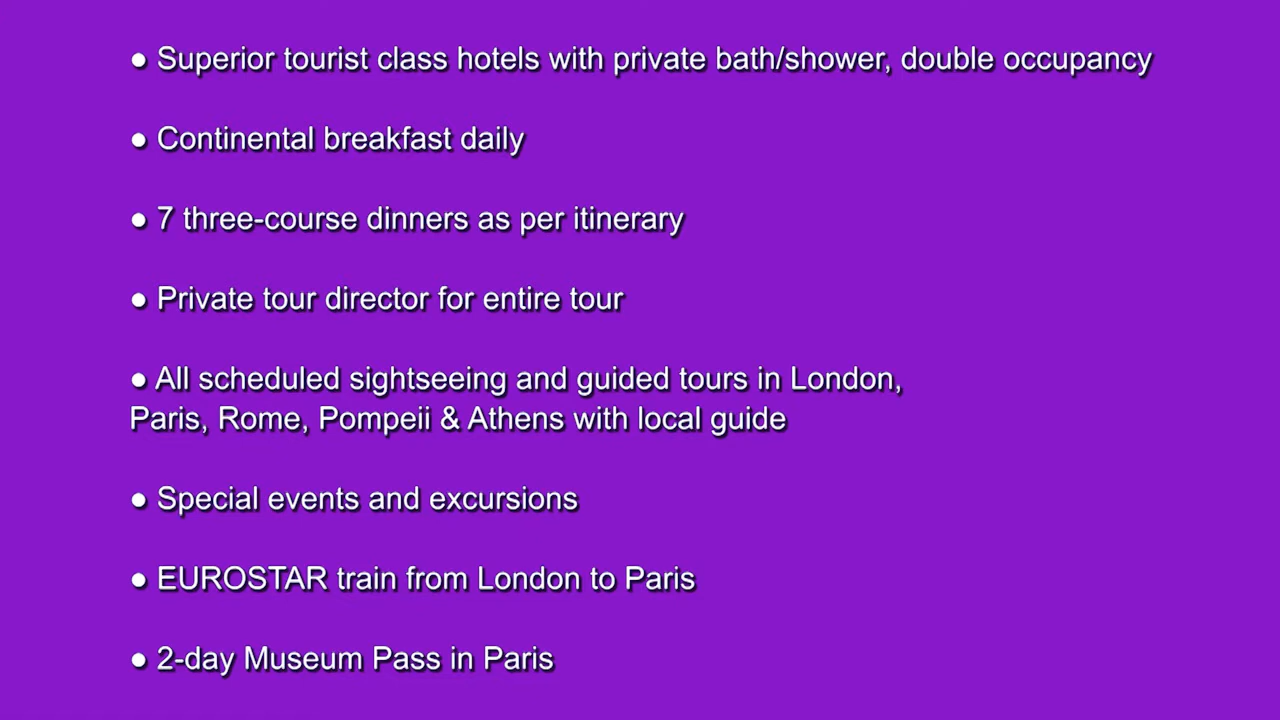 ● Superior tourist class hotels with private bath/shower, double occupancy
● Continental breakfast daily
● 7 three-course dinners as per itinerary
● Private tour director for entire tour
● All scheduled sightseeing and guided tours in London,
Paris, Rome, Pompeii & Athens with local guide
● Special events and excursions
● EUROSTAR train from London to Paris
● 2-day Museum Pass in Paris